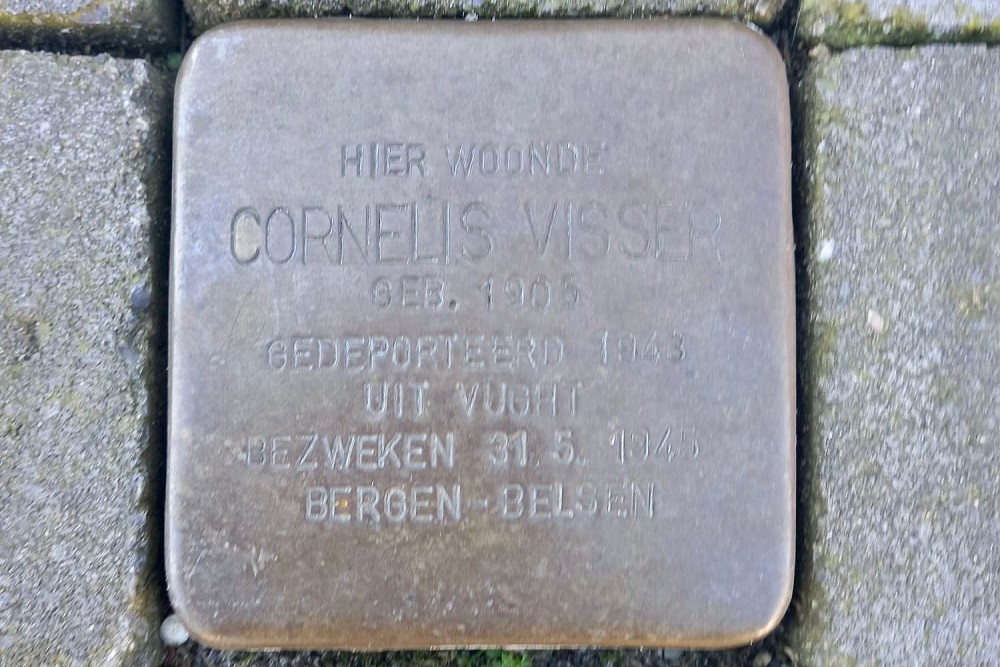 HIER WOONDE
CORNELIS VISSER
GEB. 1905
GEDEPORTEERD 1943
UIT VUGHT
BEZWEKEN 31.5.1945
BERGEN-BELSEN